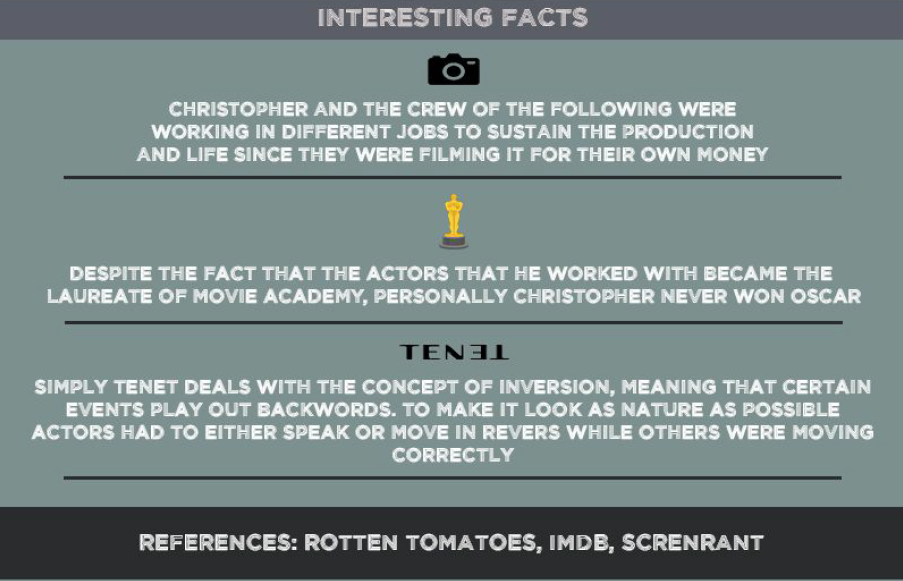 INTERESTING FACTS
CHRISTOPHER AND THE CREW OF THE FOLLOWING WERE
WORKING IN DIFFERENT JOBS TO SUSTAIN THE PRODUCTION
AND LIFE SINCE THEY WERE FILMING IT FOR THEIR OWN MONEY
DESPITE THE FACT THAT THE ACTORS THAT HE WORKED WITH BECAME THE
LAUREATE OF MOVIE ACADEMY, PERSONALLY CHRISTOPHER NEVER WON OSCAR
TENET
SIMPLY TENET DEALS WITH THE CONCEPT OF INVERSION, MEANING THAT CERTAIN
EVENTS PLAY OUT BACKWORDS. TO MAKE IT LOOK AS NATURE AS POSSIBLE
ACTORS HAD TO EITHER SPEAK OR MOVE IN REVERS WHILE OTHERS WERE MOVING
CORRECTLY
REFERENCES: ROTTEN TOMATOES, IMDB, SCRENRANT